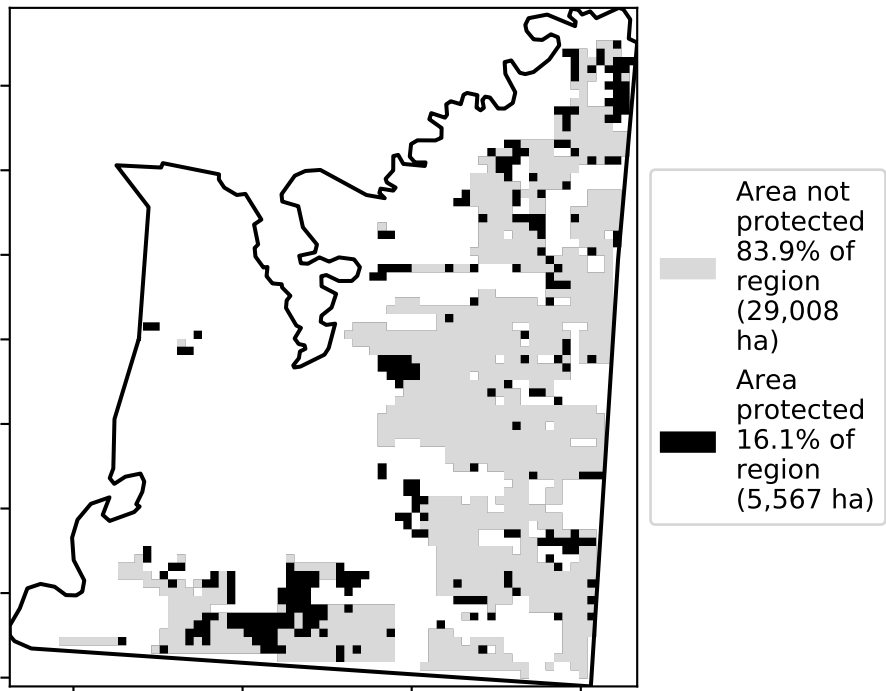 Area not
protected
83.9% of
region
(29,008
ha)
Area
protected
16.1% of
region
(5,567 ha)